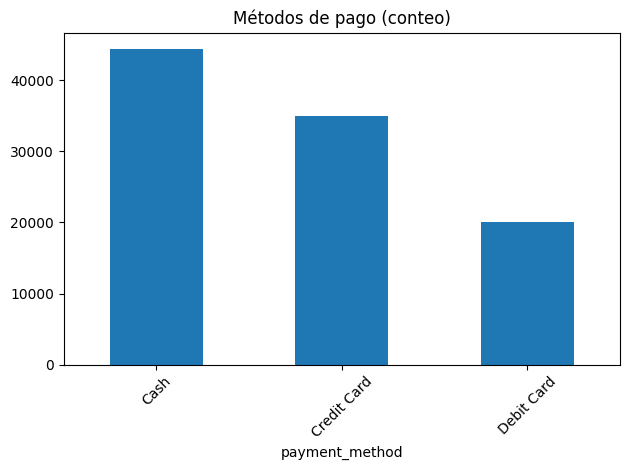 Métodos de pago (conteo)
40000
30000
20000
10000
0
Cash
Credit Card
Debit Card
payment_method